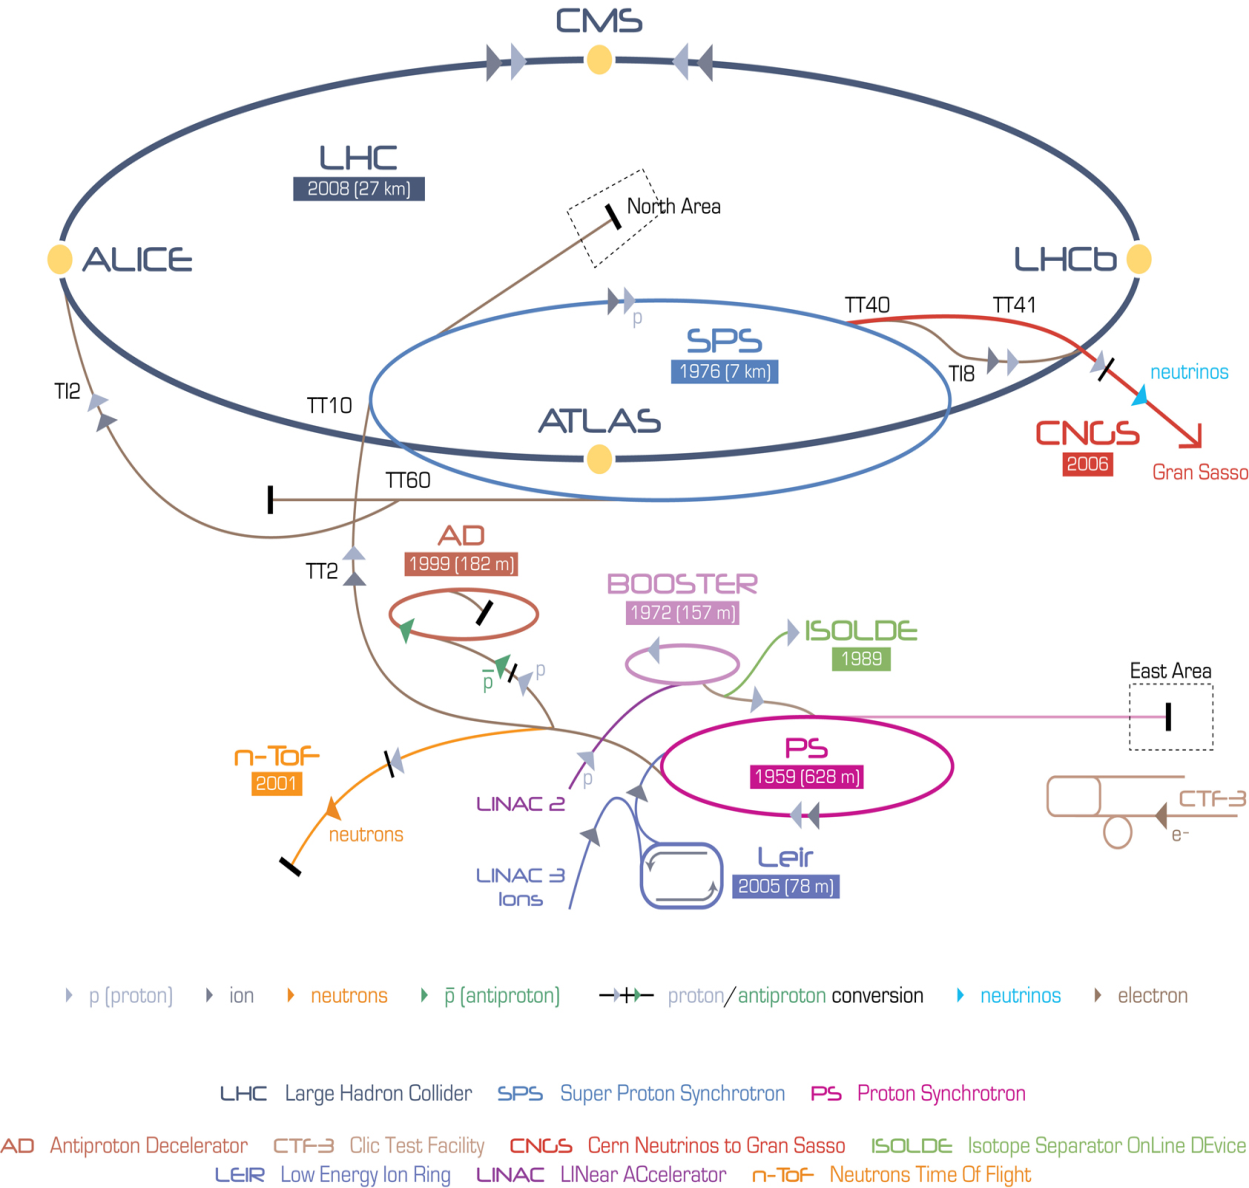 CMS
LHC
2008 (27 km)
North Area
ALICE
LHCb
TT40
TT41
p
SPS
1976 (7 km)
TI8
neutrinos
TI2
TT10
ATLAS
CNGS
2006
Gran Sasso
TT60
AD
1999 (182 m)
TT2
BOOSTER
1972 (157 m)
ISOLDE
1989
p
p̅
East Area
n-ToF
2001
PS
1959 (628 m)
p
LINAC 2
neutrons
CTF-3
e-
LINAC 3
Ions
Leir
2005 (78 m)
p (proton) ion neutrons p̅ (antiproton) proton/antiproton conversion neutrinos electron
LHC Large Hadron Collider SPS Super Proton Synchrotron PS Proton Synchrotron
AD Antiproton Decelerator CTF-3 Clic Test Facility CNGS Cern Neutrinos to Gran Sasso ISOLDE Isotope Separator OnLine DEvice
LEIR Low Energy Ion Ring LINAC LINear ACcelerator n-ToF Neutrons Time Of Flight